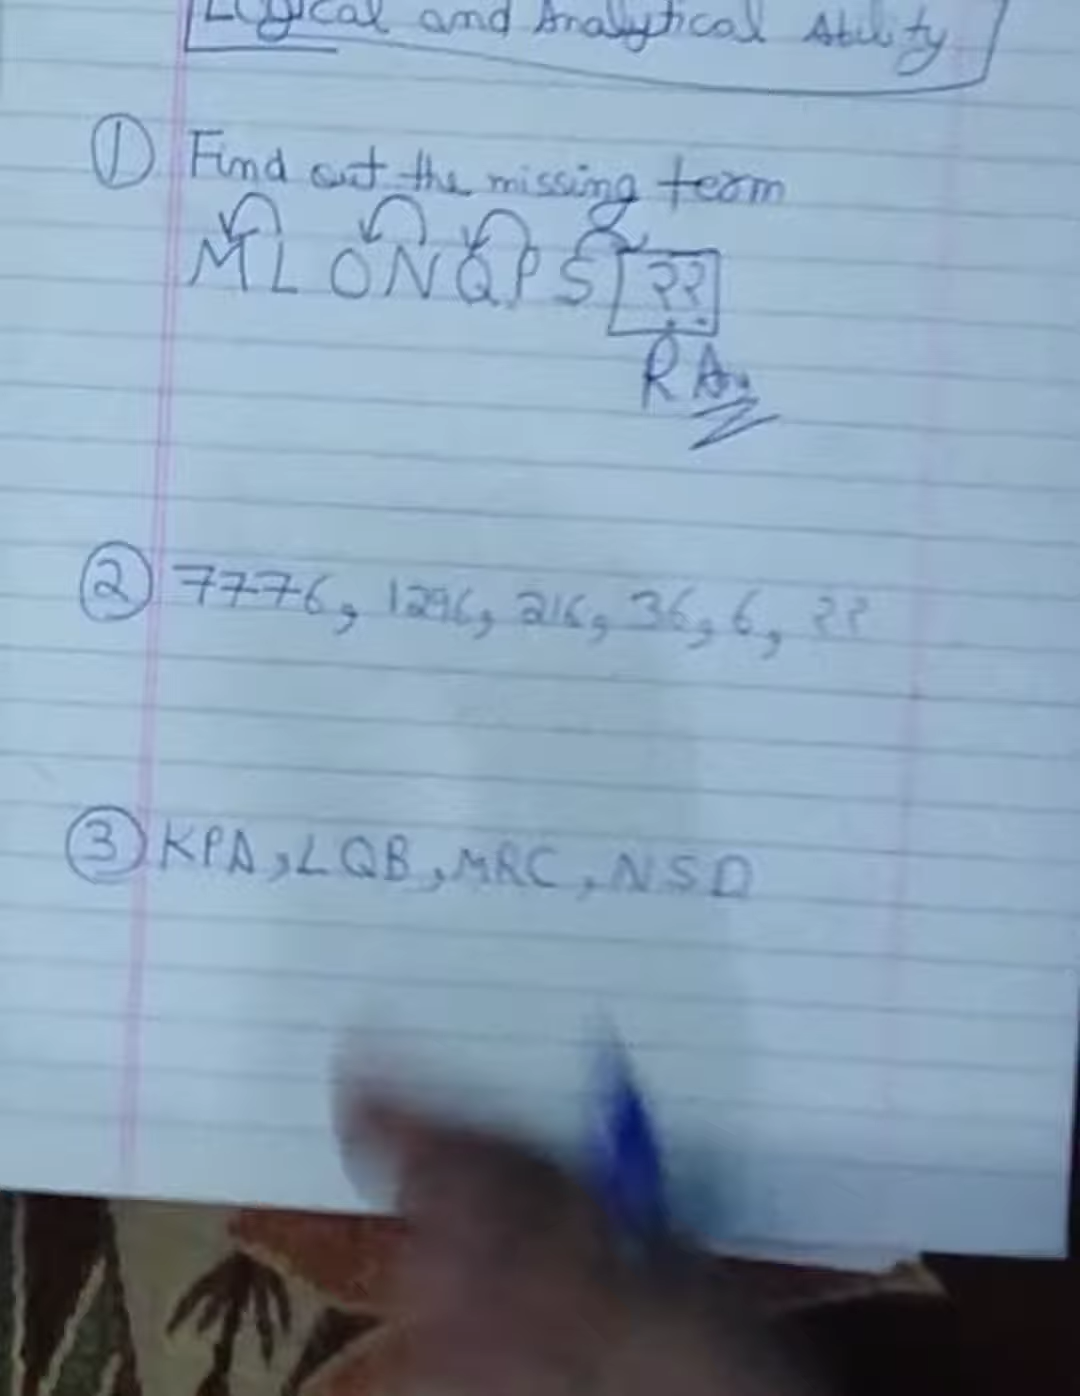 Logical and Analytical Ability
① Find out the missing term
M L O N Q P S ??
R Ans
② 7776, 1296, 216, 36, 6, ??
③ KPA, LQB, MRC, NSD